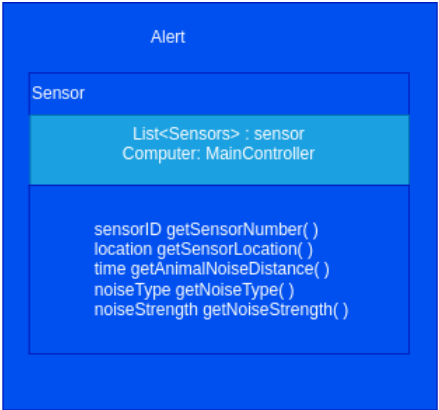 Alert
Sensor
List<Sensors> : sensor
Computer: MainController
sensorID getSensorNumber( )
location getSensorLocation( )
time getAnimalNoiseDistance( )
noiseType getNoiseType( )
noiseStrength getNoiseStrength( )